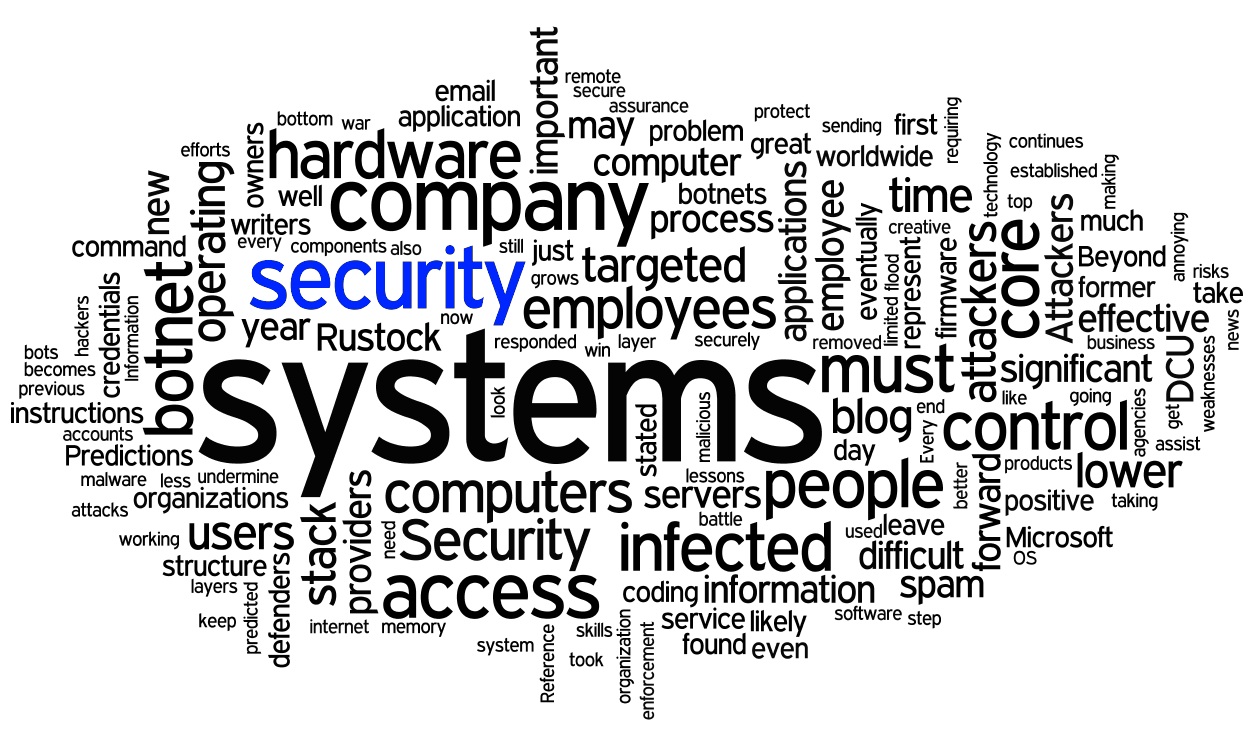 important
remote
email
secure
assurance
application
bottom
war
may
problem
protect
sending
first
requiring
owners
hardware
computer
great
worldwide
technology
continues
efforts
established
making
new
operating
well
company
botnets
applications
employee
time
top
writers
process
eventually
creative
core
Attackers
much
command
every
components
also
still
just
targeted
attackers
Beyond
annoying
security
grows
limited
flood
represent
firmware
former
risks
take
hackers
credentials
Information
botnet
year
Rustock
now
employees
effective
news
bots
responded
win
layer
securely
removed
business
becomes
previous
systems
must
significant
DCU
weaknesses
look
like
going
get
instructions
accounts
stated
malicious
blog
end
control
agencies
assist
Predictions
day
Every
malware
less
undermine
lessons
people
better
forward
products
lower
attacks
organizations
stack
providers
computers
servers
positive
taking
battle
working
users
need
Security
infected
used
leave
Microsoft
structure
difficult
OS
layers
predicted
defenders
access
coding
information
spam
keep
internet
memory
service
likely
software
step
system
Reference
skills
organization
enforcement
found
even
took